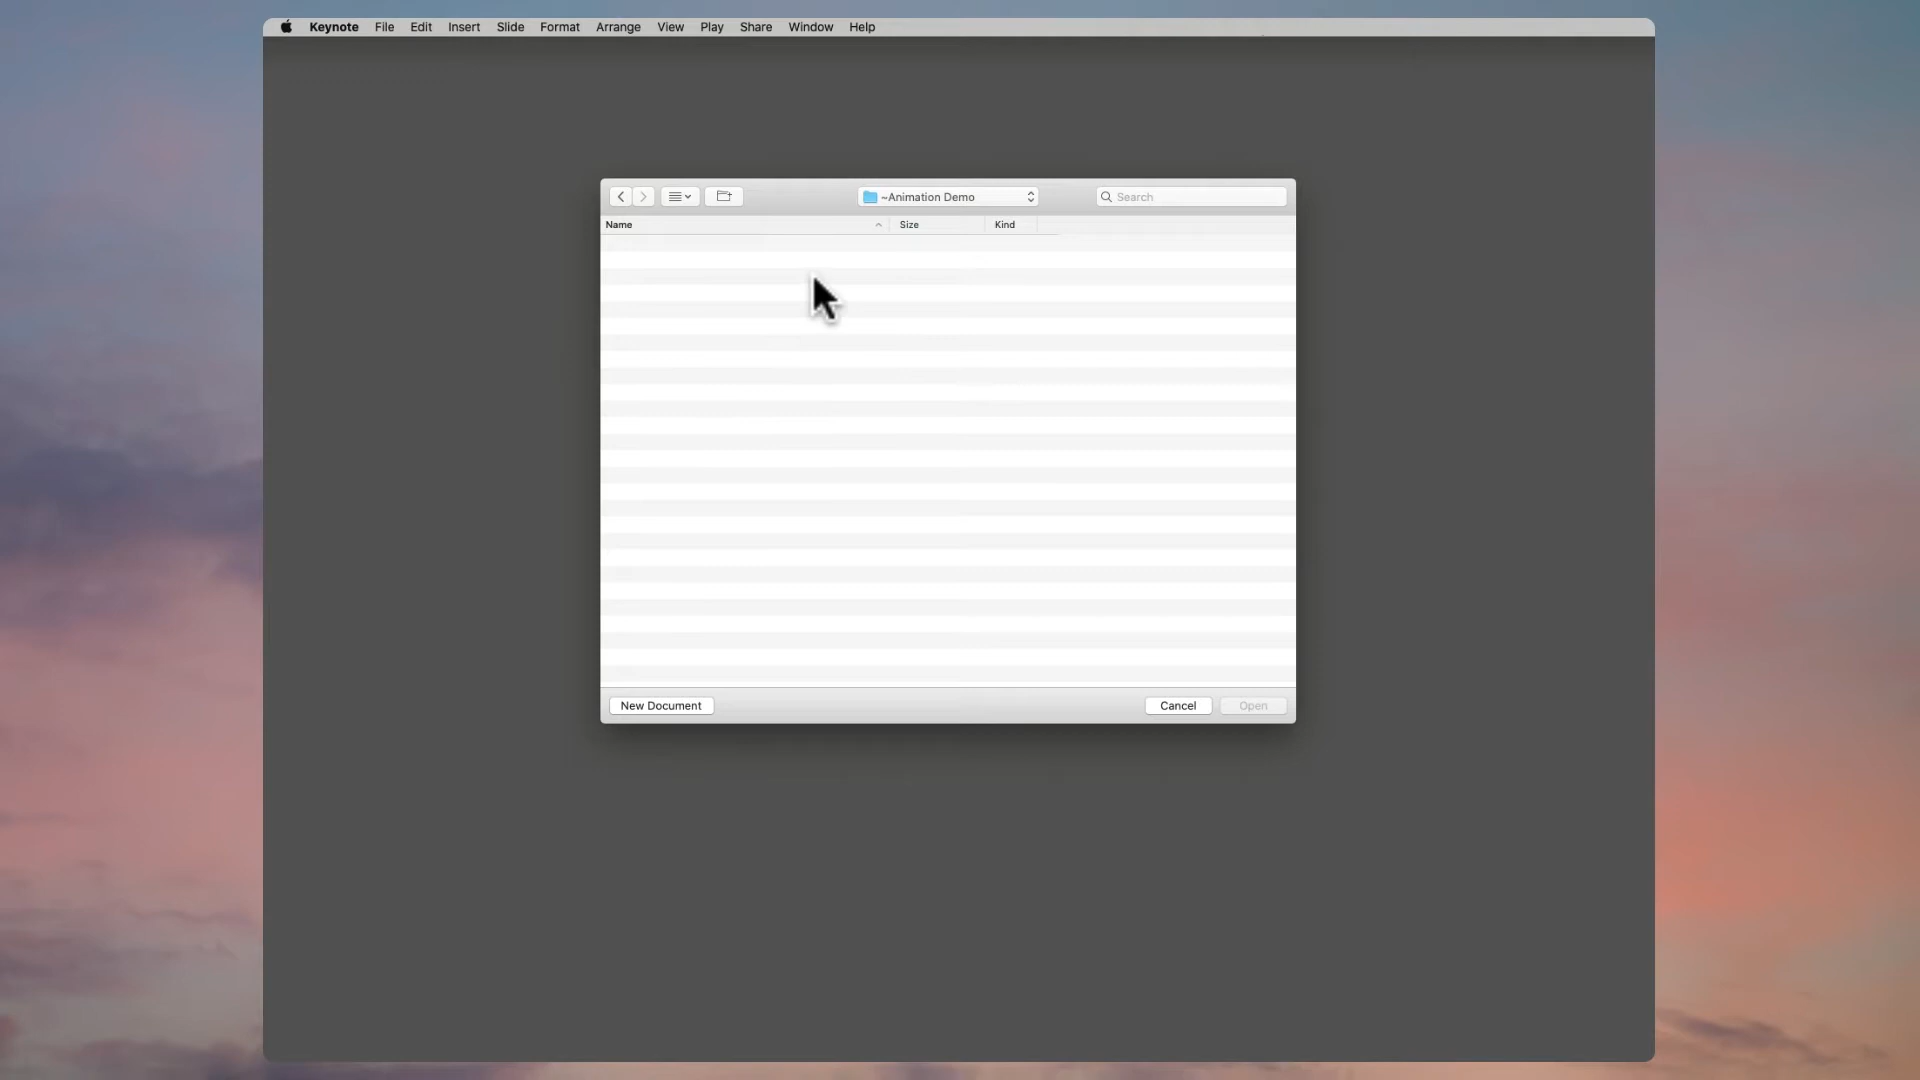 Keynote File Edit Insert Slide Format Arrange View Play Share Window Help
~Animation Demo Search
Name Size Kind
New Document Cancel Open